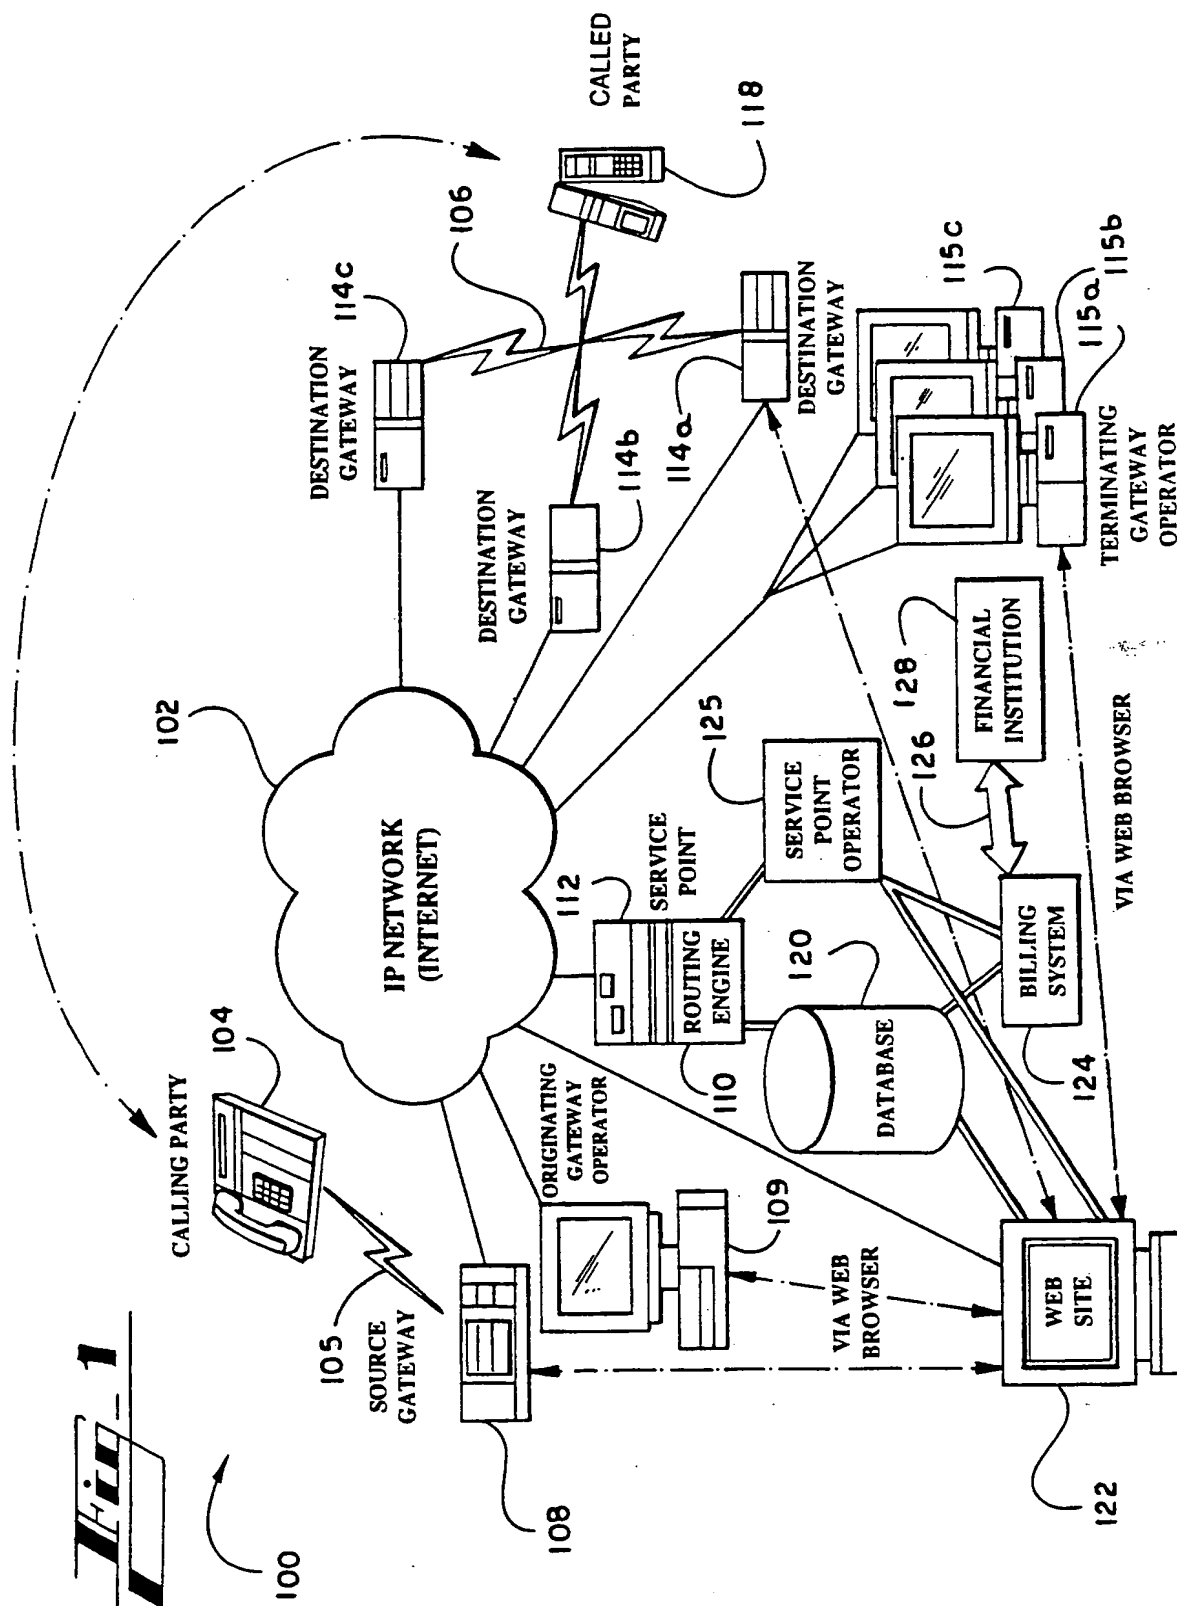 Fig_1
100
CALLING PARTY
104
105
SOURCE
GATEWAY
108
102
IP NETWORK
(INTERNET)
ORIGINATING
GATEWAY
OPERATOR
109
VIA WEB
BROWSER
WEB
SITE
122
112
SERVICE
POINT
ROUTING
ENGINE
110
120
DATABASE
125
SERVICE
POINT
OPERATOR
BILLING
SYSTEM
124
126
128
FINANCIAL
INSTITUTION
VIA WEB BROWSER
DESTINATION
GATEWAY
114c
106
DESTINATION
GATEWAY
114b
114a
DESTINATION
GATEWAY
CALLED
PARTY
118
115c
115a
115b
TERMINATING
GATEWAY
OPERATOR